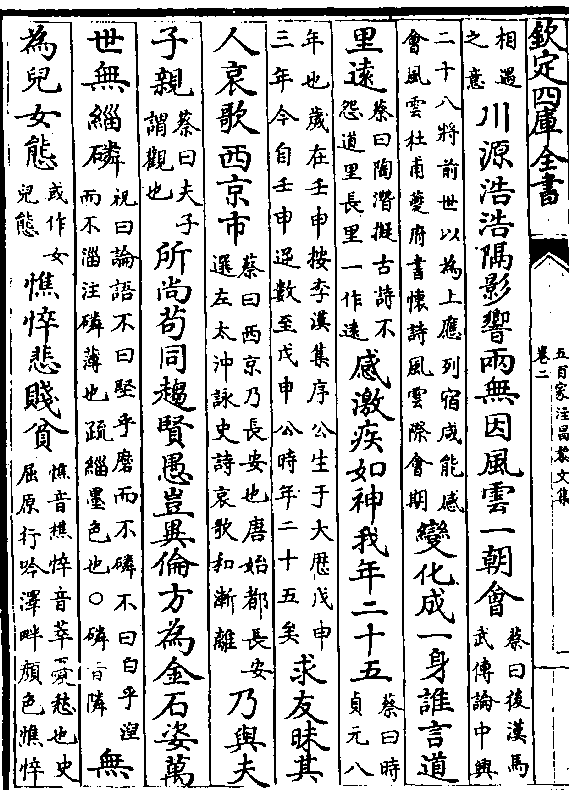 欽定四庫全書
五百家注昌黎文集
卷二
相遇之意川源浩浩隔影響兩無因風雲一朝會蔡曰後漢馬武傳論中興
二十八將前世以為上應列宿咸能感會風雲杜甫夔府書懷詩風雲際會期變化成一身誰言道
里遠蔡曰陶潛擬古詩不怨道里長里一作遠感激疾如神我年二十五蔡曰時貞元八
年也歲在壬申按李漢集序公生于大厯戊申三年今自壬申逆數至戊申公時年二十五矣求友昧其
人哀歌西京市蔡曰西京乃長安也唐始都長安選左太沖詠史詩哀歌和漸離乃與夫
子親蔡曰夫子謂觀也所尚苟同趨賢愚豈異倫方為金石姿萬
世無緇磷祝曰論語不曰堅乎磨而不磷不曰白乎湼而不淄注磷薄也疏緇墨色也○磷音隣無
為兒女態或作女兒態憔悴悲賤貧憔音樵悴音萃憂愁也史屈原行吟澤畔顏色憔悴